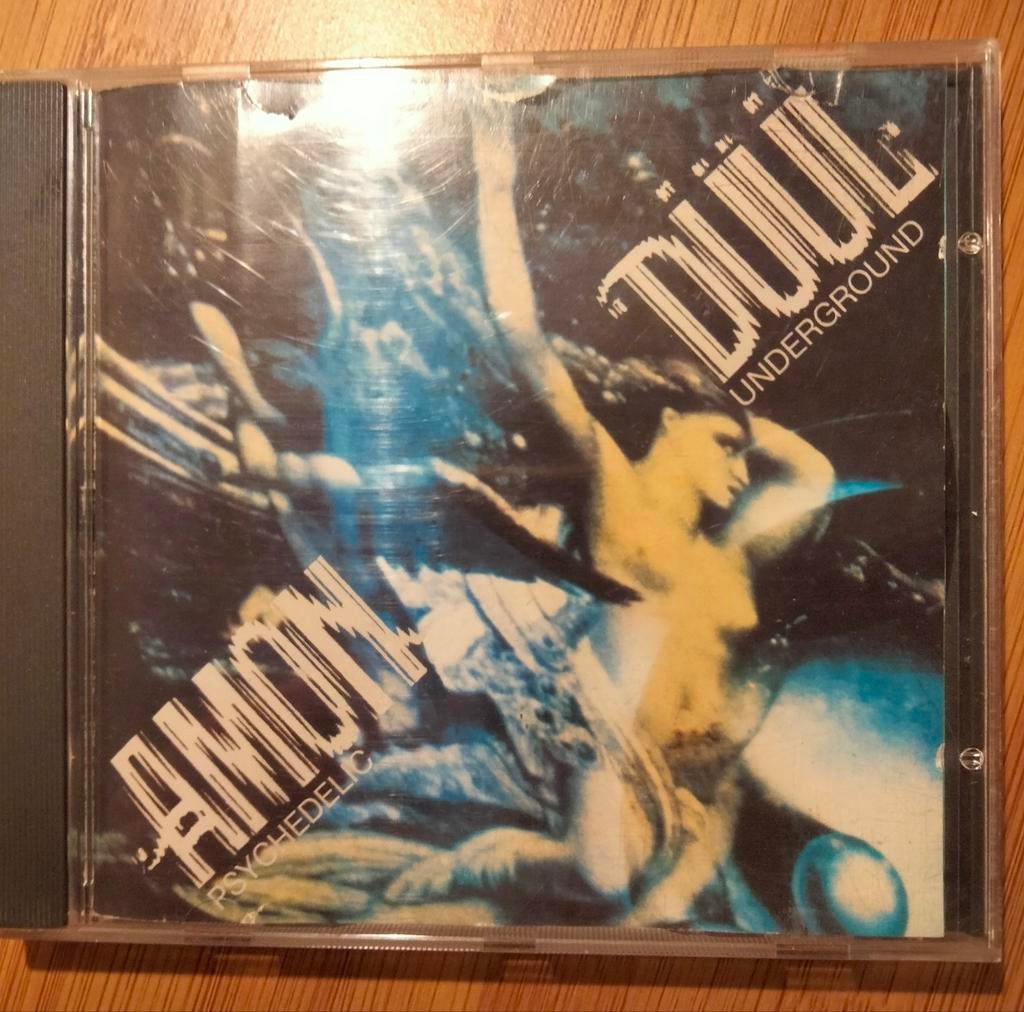 "AMON
PSYCHEDELIC
"DÜÜL"
UNDERGROUND